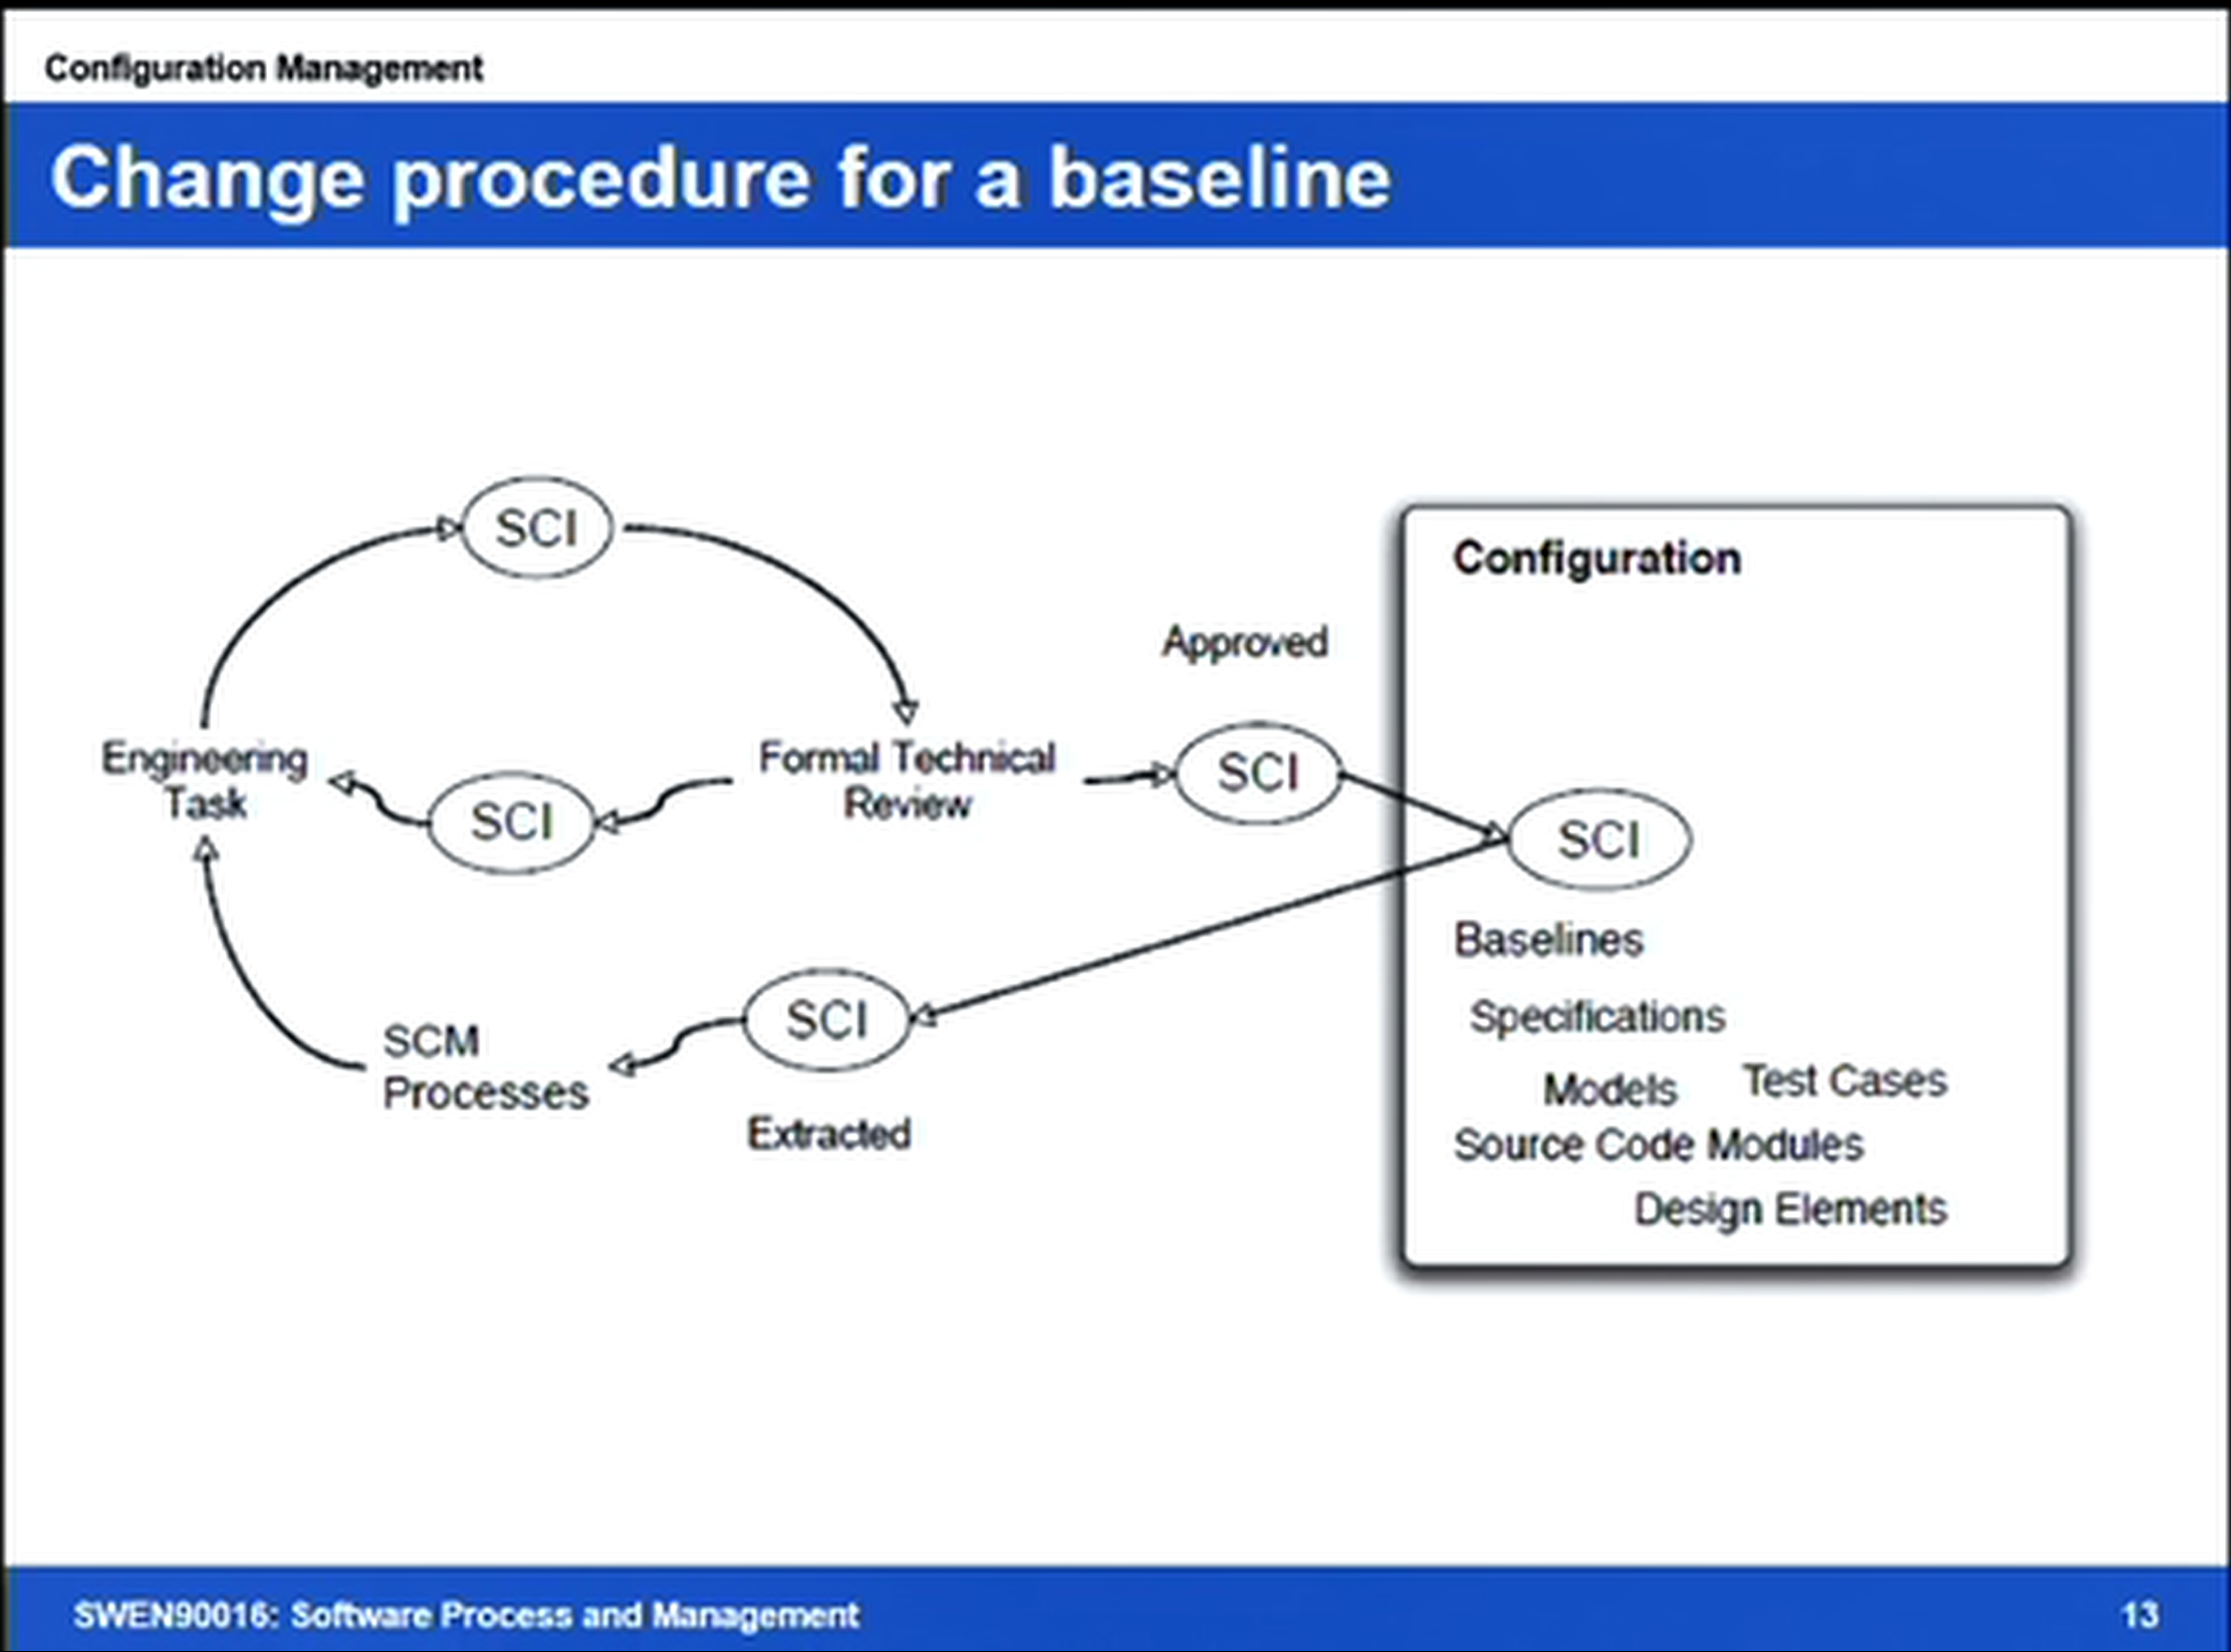 Configuration Management
Change procedure for a baseline
SCI
Configuration
Approved
Engineering
Task
SCI
Formal Technical
Review
SCI
SCI
Baselines
Specifications
Models
Test Cases
Source Code Modules
Design Elements
SCI
SCM
Processes
Extracted
SWEN90016: Software Process and Management
13